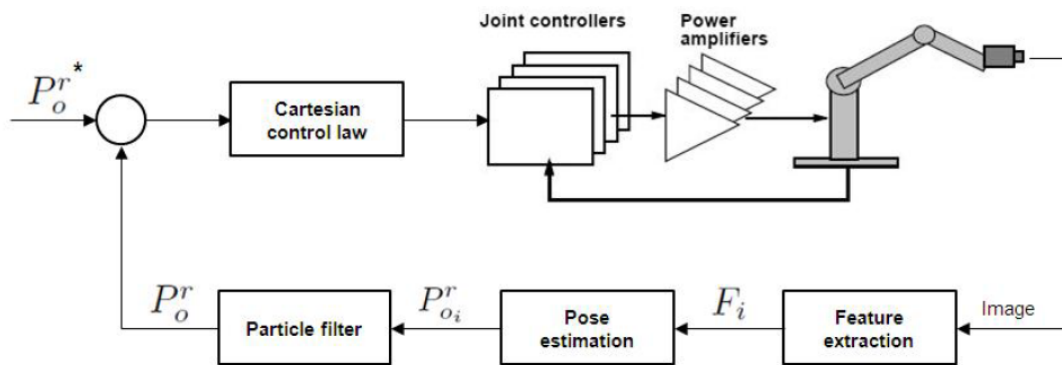 Joint controllers
Power
amplifiers
P_o^{r*}
Cartesian
control law
P_o^r
Particle filter
P_{o_i}^r
Pose
estimation
F_i
Feature
extraction
Image